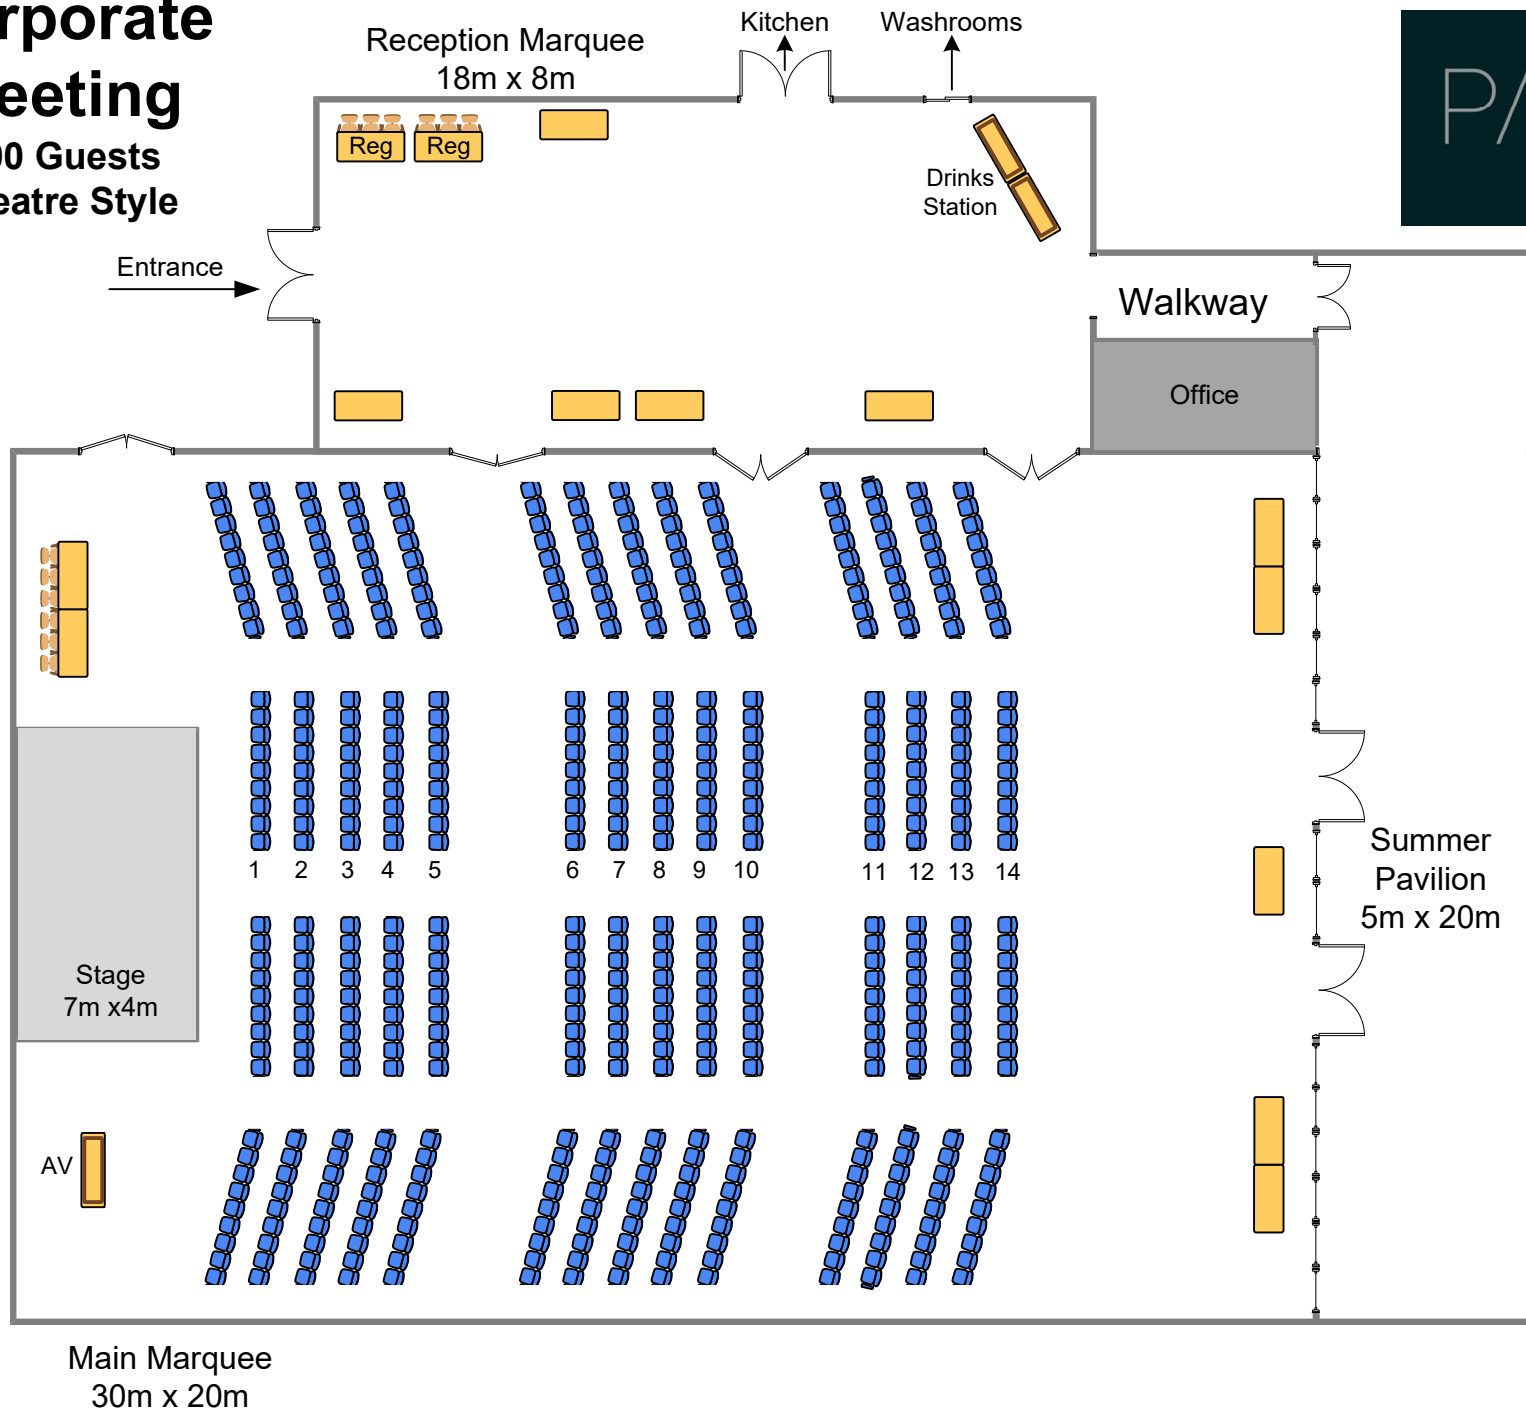 rporate
eeting
00 Guests
eatre Style
Reception Marquee
18m x 8m
Kitchen
Washrooms
PA
Reg
Reg
Drinks
Station
Entrance
Walkway
Office
1 2 3 4 5 6 7 8 9 10 11 12 13 14
Summer
Pavilion
5m x 20m
Stage
7m x4m
AV
Main Marquee
30m x 20m